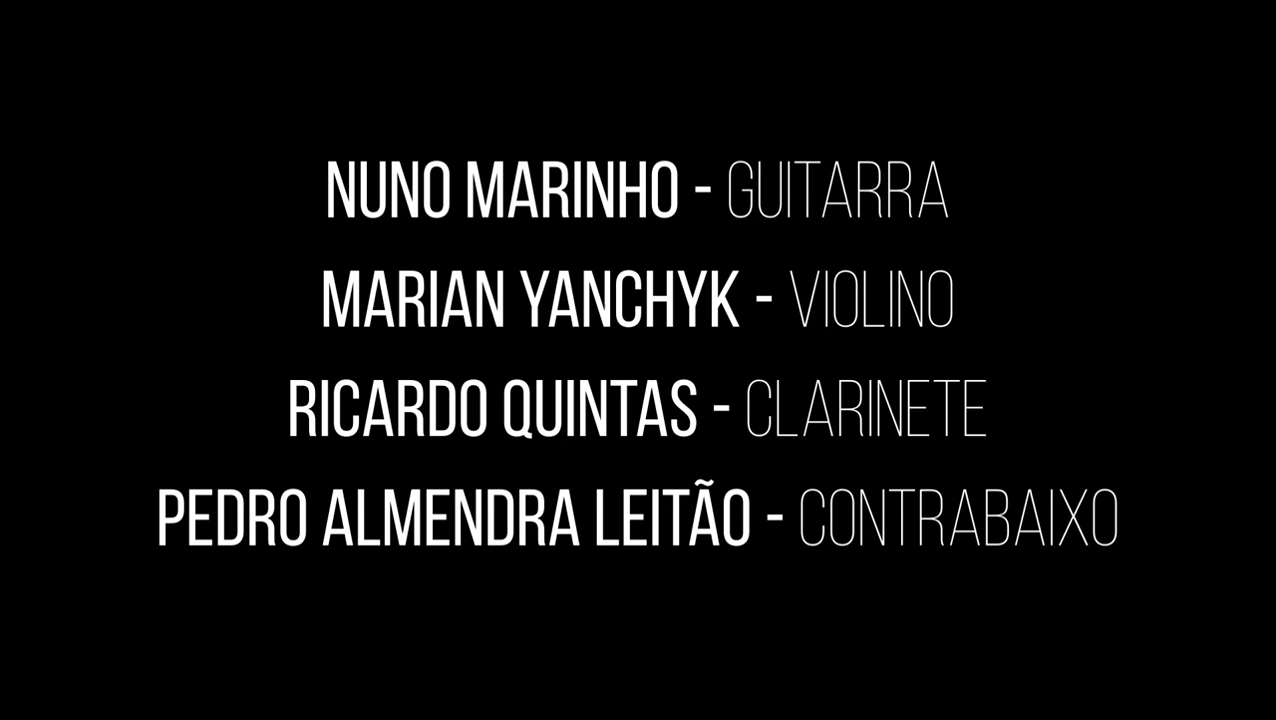 NUNO MARINHO - GUITARRA
MARIAN YANCHYK - VIOLINO
RICARDO QUINTAS - CLARINETE
PEDRO ALMENDRA LEITÃO - CONTRABAIXO